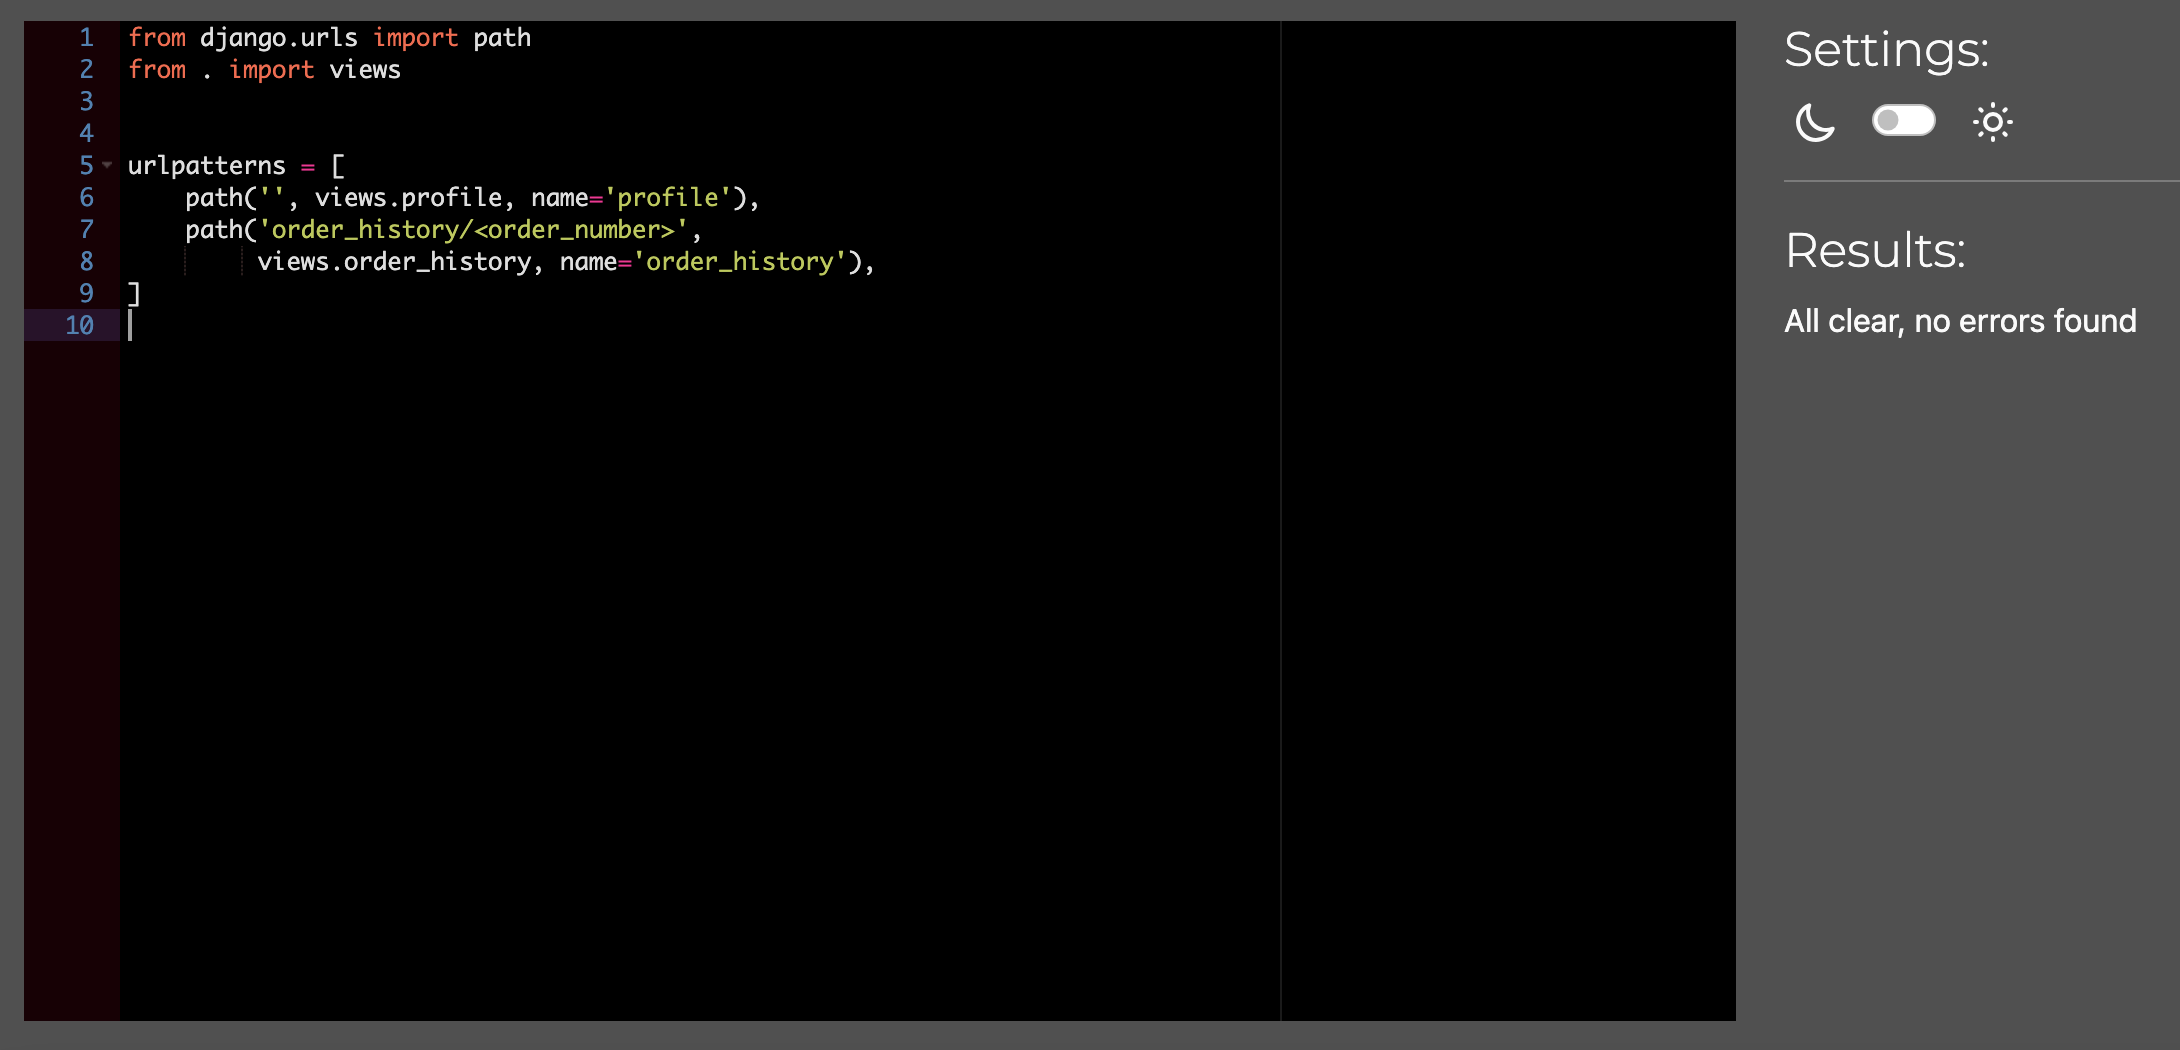 1 from django.urls import path
2 from . import views
3
4
5 urlpatterns = [
6     path('', views.profile, name='profile'),
7     path('order_history/<order_number>',
8          views.order_history, name='order_history'),
9 ]
10
Settings:
Results:
All clear, no errors found